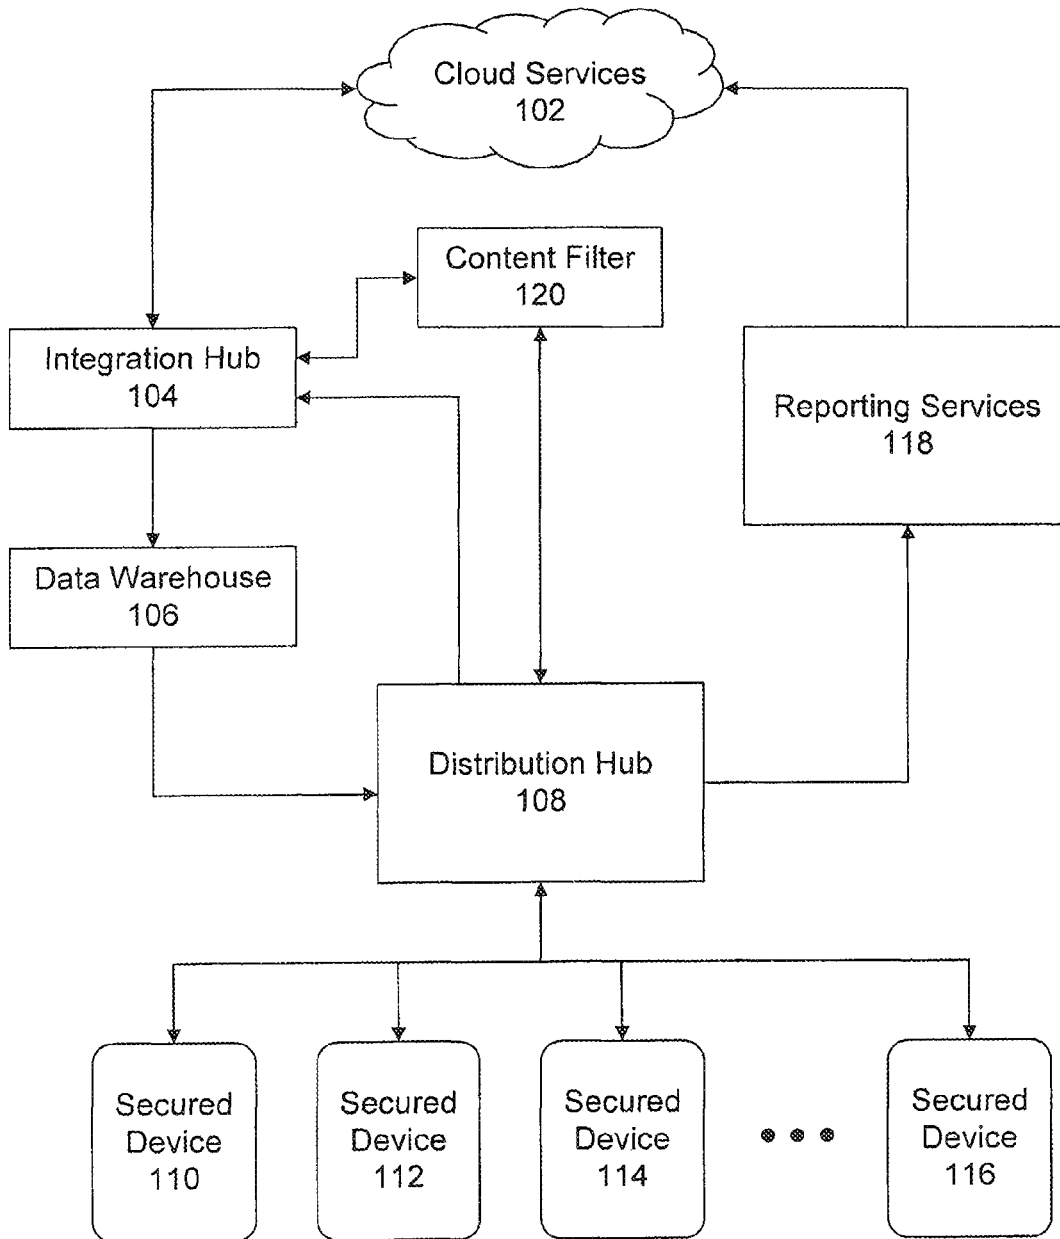 Cloud Services
102
Content Filter
120
Integration Hub
104
Reporting Services
118
Data Warehouse
106
Distribution Hub
108
Secured
Device
110
Secured
Device
112
Secured
Device
114
Secured
Device
116